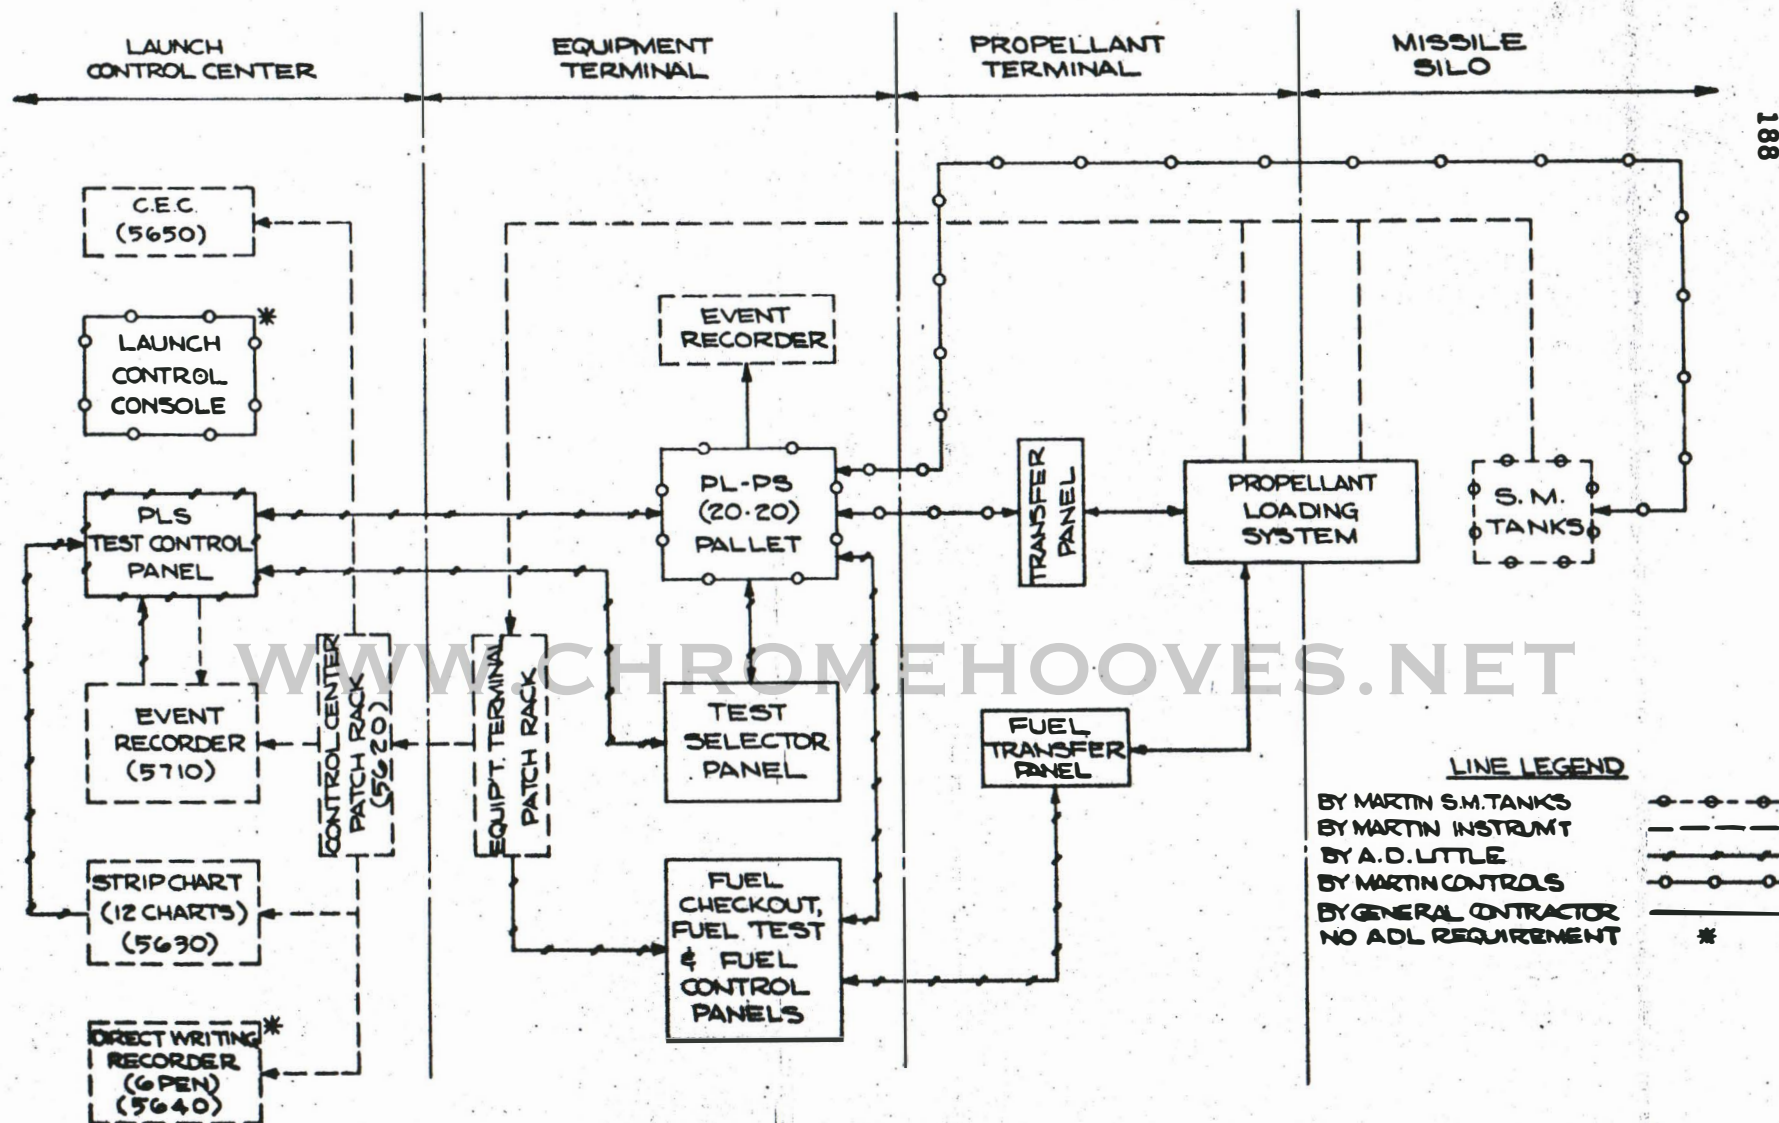 LAUNCH
CONTROL CENTER
EQUIPMENT
TERMINAL
PROPELLANT
TERMINAL
MISSILE
SILO
188
C.E.C.
(5650)
LAUNCH
CONTROL
CONSOLE
*
EVENT
RECORDER
PLS
TEST CONTROL
PANEL
PL-PS
(20-20)
PALLET
TRANSFER
PANEL
PROPELLANT
LOADING
SYSTEM
S.M.
TANKS
WWW.CHROMEHOOVES.NET
EVENT
RECORDER
(5710)
CONTROL CENTER
PATCH RACK
(5620)
EQUIP'T. TERMINAL
PATCH RACK
TEST
SELECTOR
PANEL
FUEL
TRANSFER
PANEL
STRIP CHART
(12 CHARTS)
(5630)
FUEL
CHECKOUT,
FUEL TEST
& FUEL
CONTROL
PANELS
DIRECT WRITING
RECORDER
(6 PEN)
(5640)
*
LINE LEGEND
BY MARTIN S.M. TANKS
BY MARTIN INSTRUM'T
BY A.D. LITTLE
BY MARTIN CONTROLS
BY GENERAL CONTRACTOR
NO ADL REQUIREMENT *